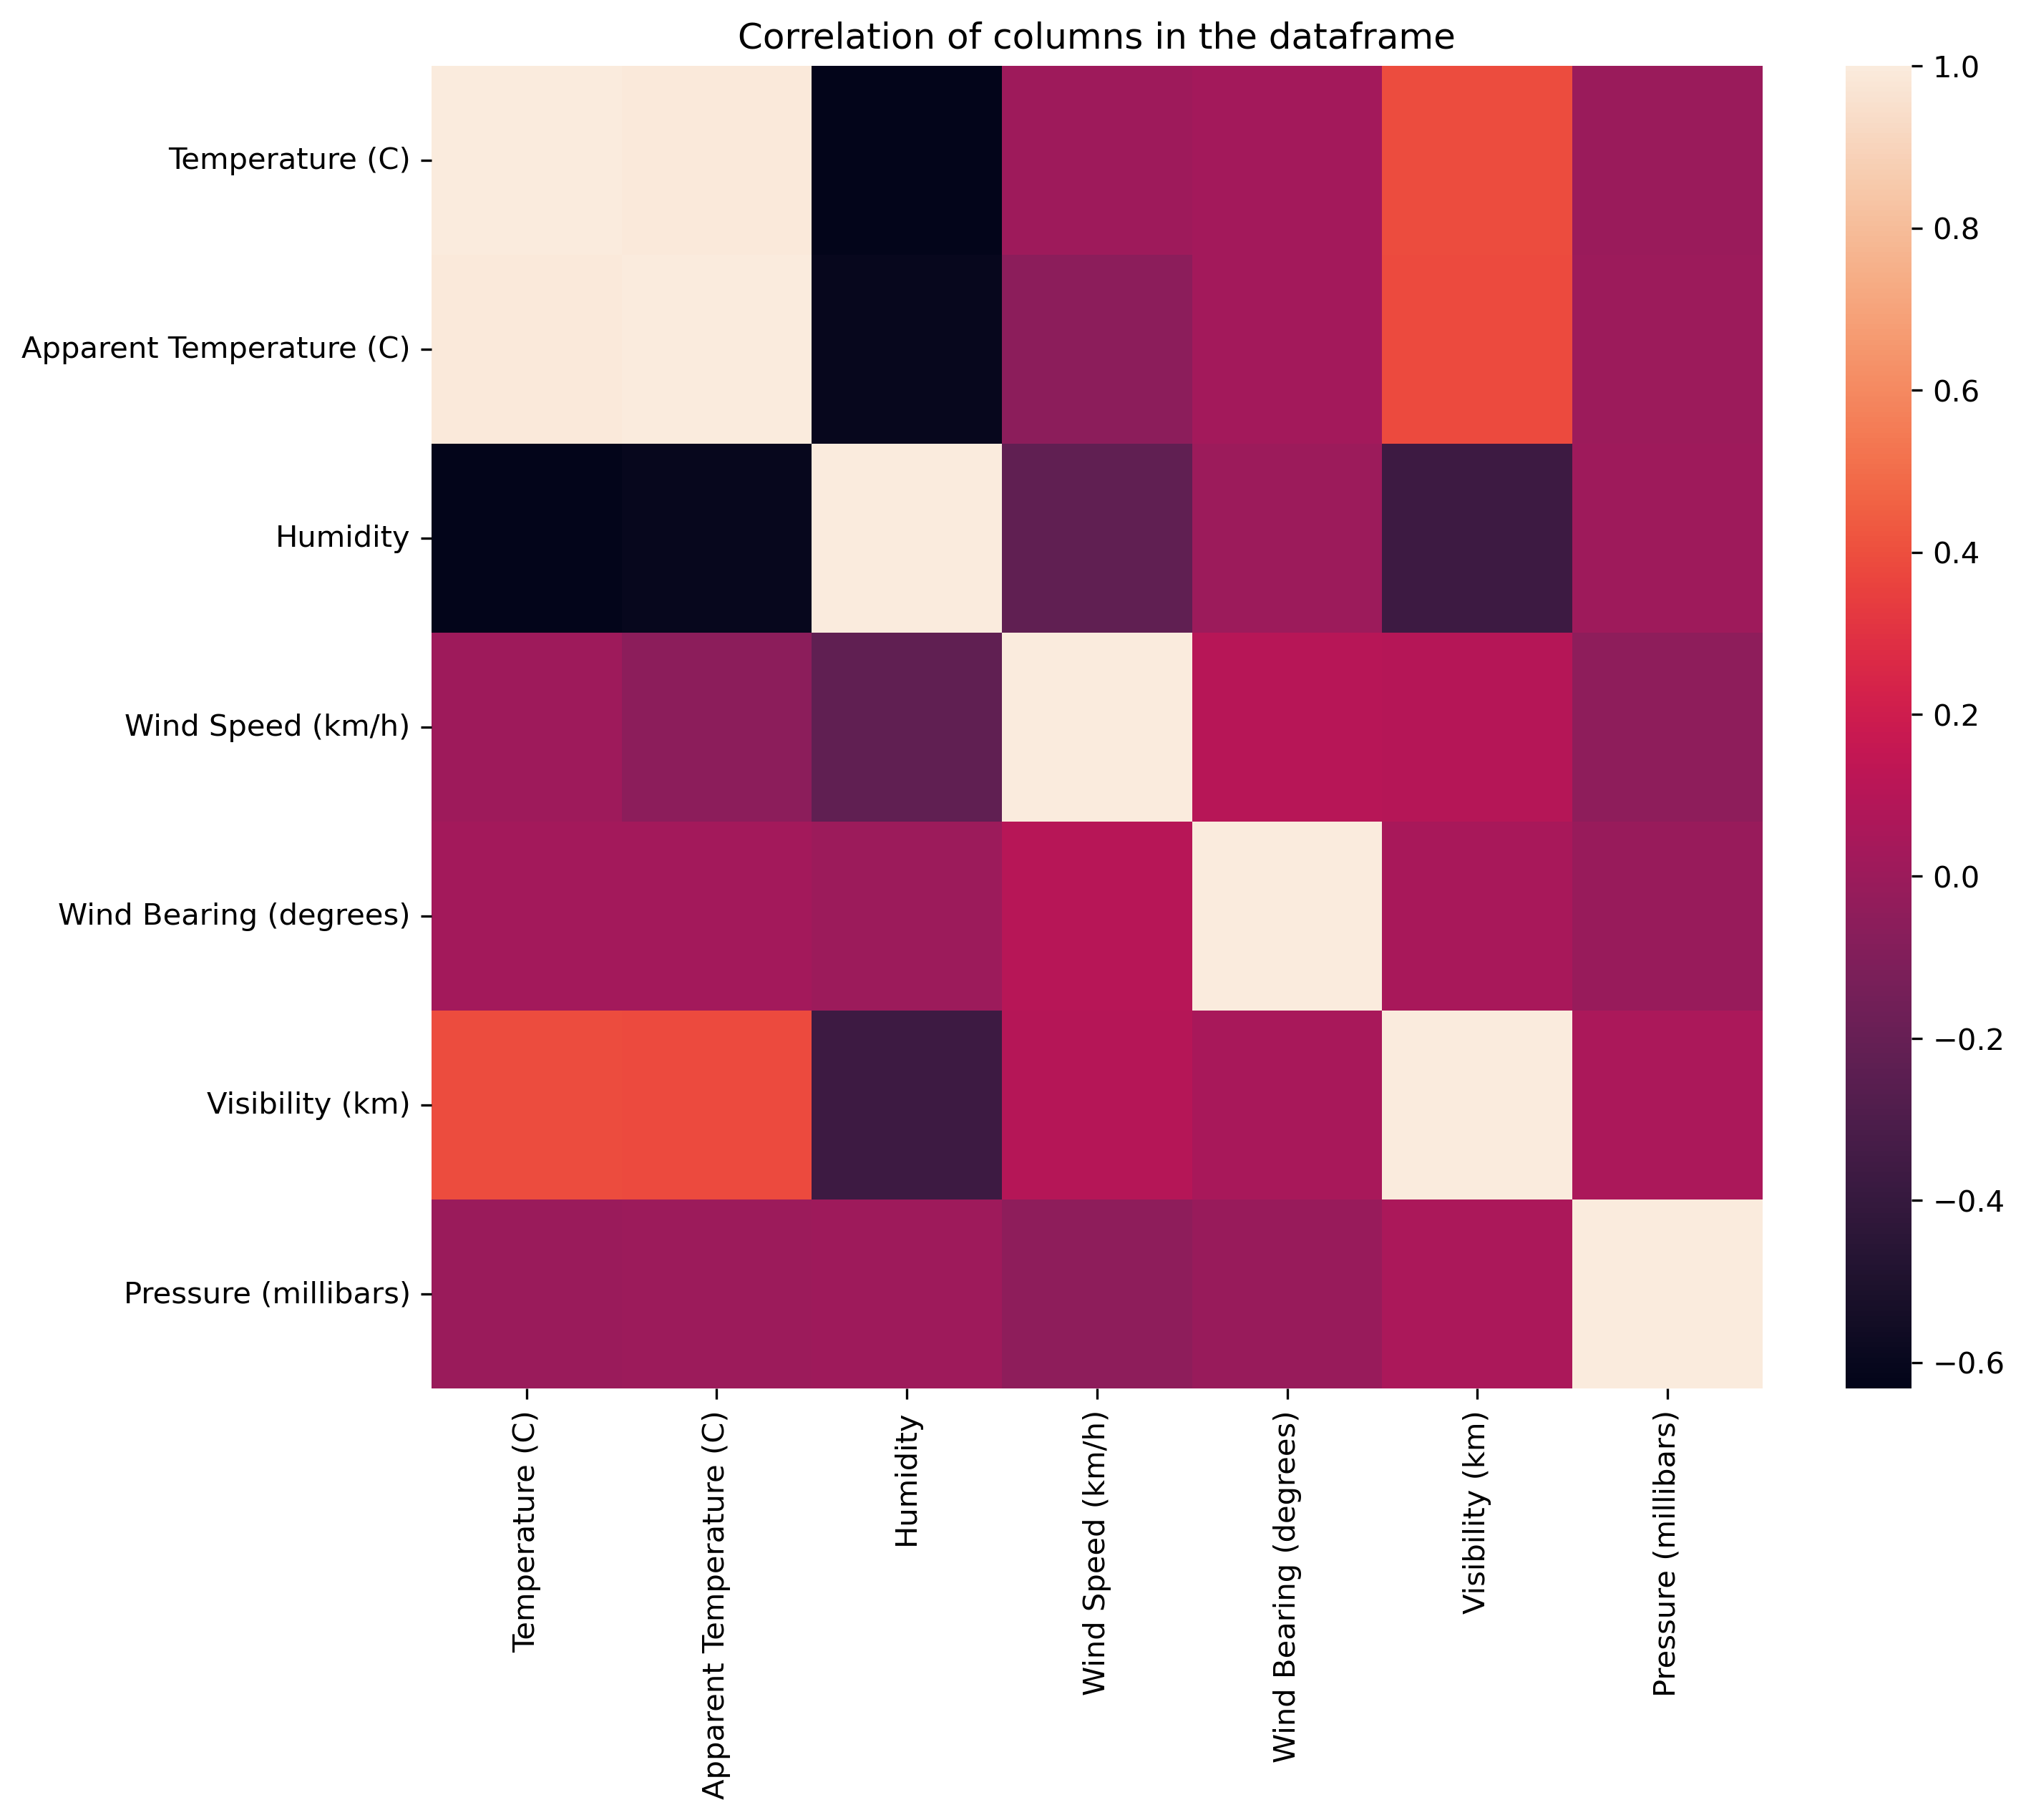 Correlation of columns in the dataframe
Temperature (C)
Apparent Temperature (C)
Humidity
Wind Speed (km/h)
Wind Bearing (degrees)
Visibility (km)
Pressure (millibars)
Temperature (C)
Apparent Temperature (C)
Humidity
Wind Speed (km/h)
Wind Bearing (degrees)
Visibility (km)
Pressure (millibars)
1.0
0.8
0.6
0.4
0.2
0.0
−0.2
−0.4
−0.6